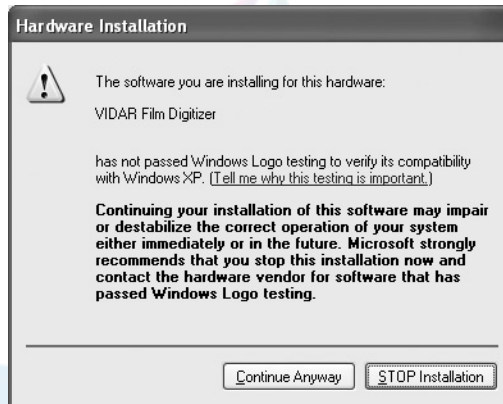 Hardware Installation
The software you are installing for this hardware:
VIDAR Film Digitizer
has not passed Windows Logo testing to verify its compatibility
with Windows XP. (Tell me why this testing is important.)
Continuing your installation of this software may impair
or destabilize the correct operation of your system
either immediately or in the future. Microsoft strongly
recommends that you stop this installation now and
contact the hardware vendor for software that has
passed Windows Logo testing.
Continue Anyway STOP Installation